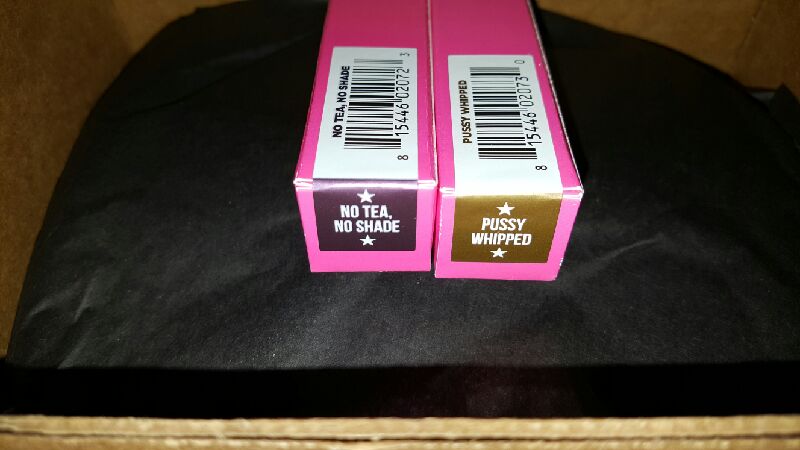 NO TEA, NO SHADE
8 15446 02072 3
PUSSY WHIPPED
8 15446 02073 0
NO TEA,
NO SHADE
PUSSY
WHIPPED